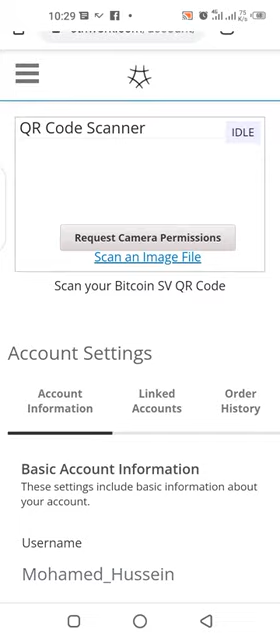 10:29
75
K/s
QR Code Scanner
IDLE
Request Camera Permissions
Scan an Image File
Scan your Bitcoin SV QR Code
Account Settings
Account
Information
Linked
Accounts
Order
History
Basic Account Information
These settings include basic information about
your account.
Username
Mohamed_Hussein